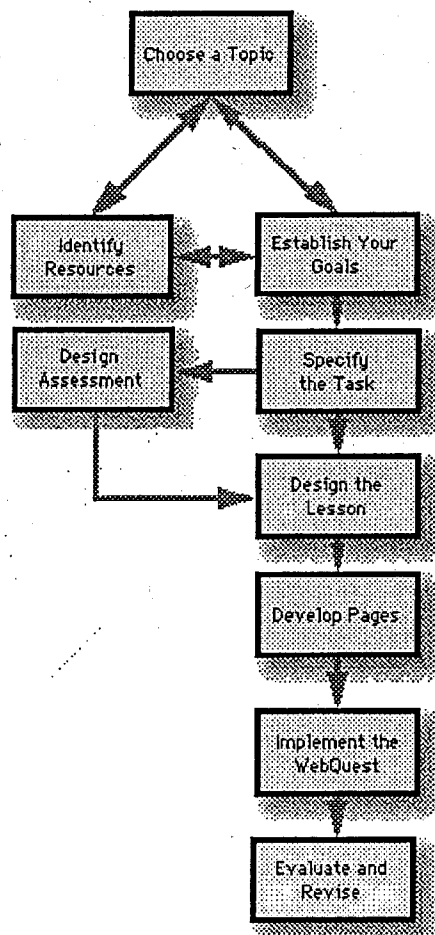 Choose a Topic
Identify
Resources
Establish Your
Goals
Design
Assessment
Specify
the Task
Design the
Lesson
Develop Pages
Implement the
WebQuest
Evaluate and
Revise